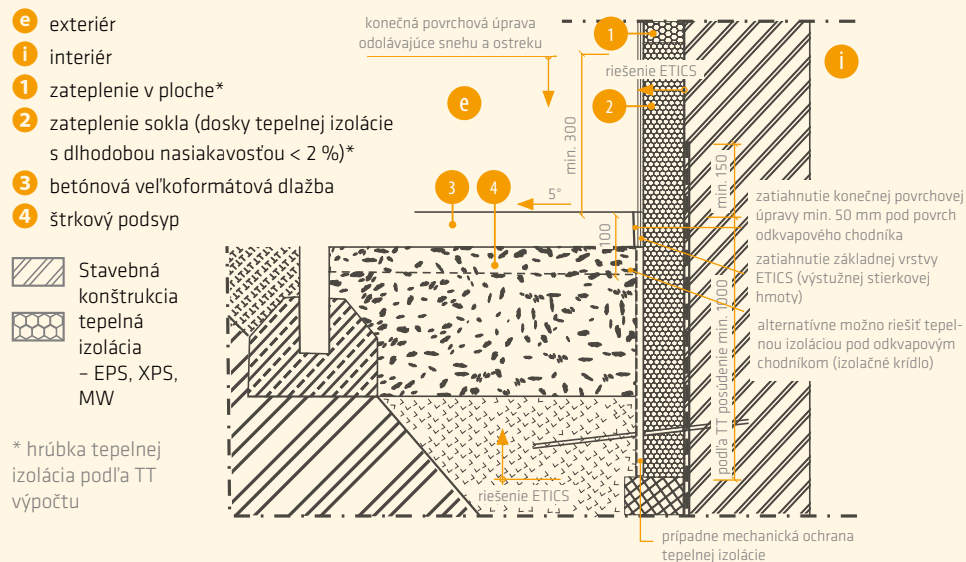 e exteriér
i interiér
1 zateplenie v ploche*
2 zateplenie sokla (dosky tepelnej izolácie
s dlhodobou nasiakavosťou < 2 %)*
3 betónová veľkoformátová dlažba
4 štrkový podsyp
Stavebná
konštrukcia
tepelná
izolácia
– EPS, XPS,
MW
* hrúbka tepelnej
izolácia podľa TT
výpočtu
konečná povrchová úprava
odolávajúce snehu a ostreku
1
riešenie ETICS
i
e
2
min. 300
3
4
5°
100
min. 150
podľa TT posúdenie min. 1000
zatiahnutie konečnej povrchovej
úpravy min. 50 mm pod povrch
odkvapového chodníka
zatiahnutie základnej vrstvy
ETICS (výstužnej stierkovej
hmoty)
alternatívne možno riešiť tepel-
nou izoláciou pod odkvapovým
chodníkom (izolačné krídlo)
riešenie ETICS
prípadne mechanická ochrana
tepelnej izolácie